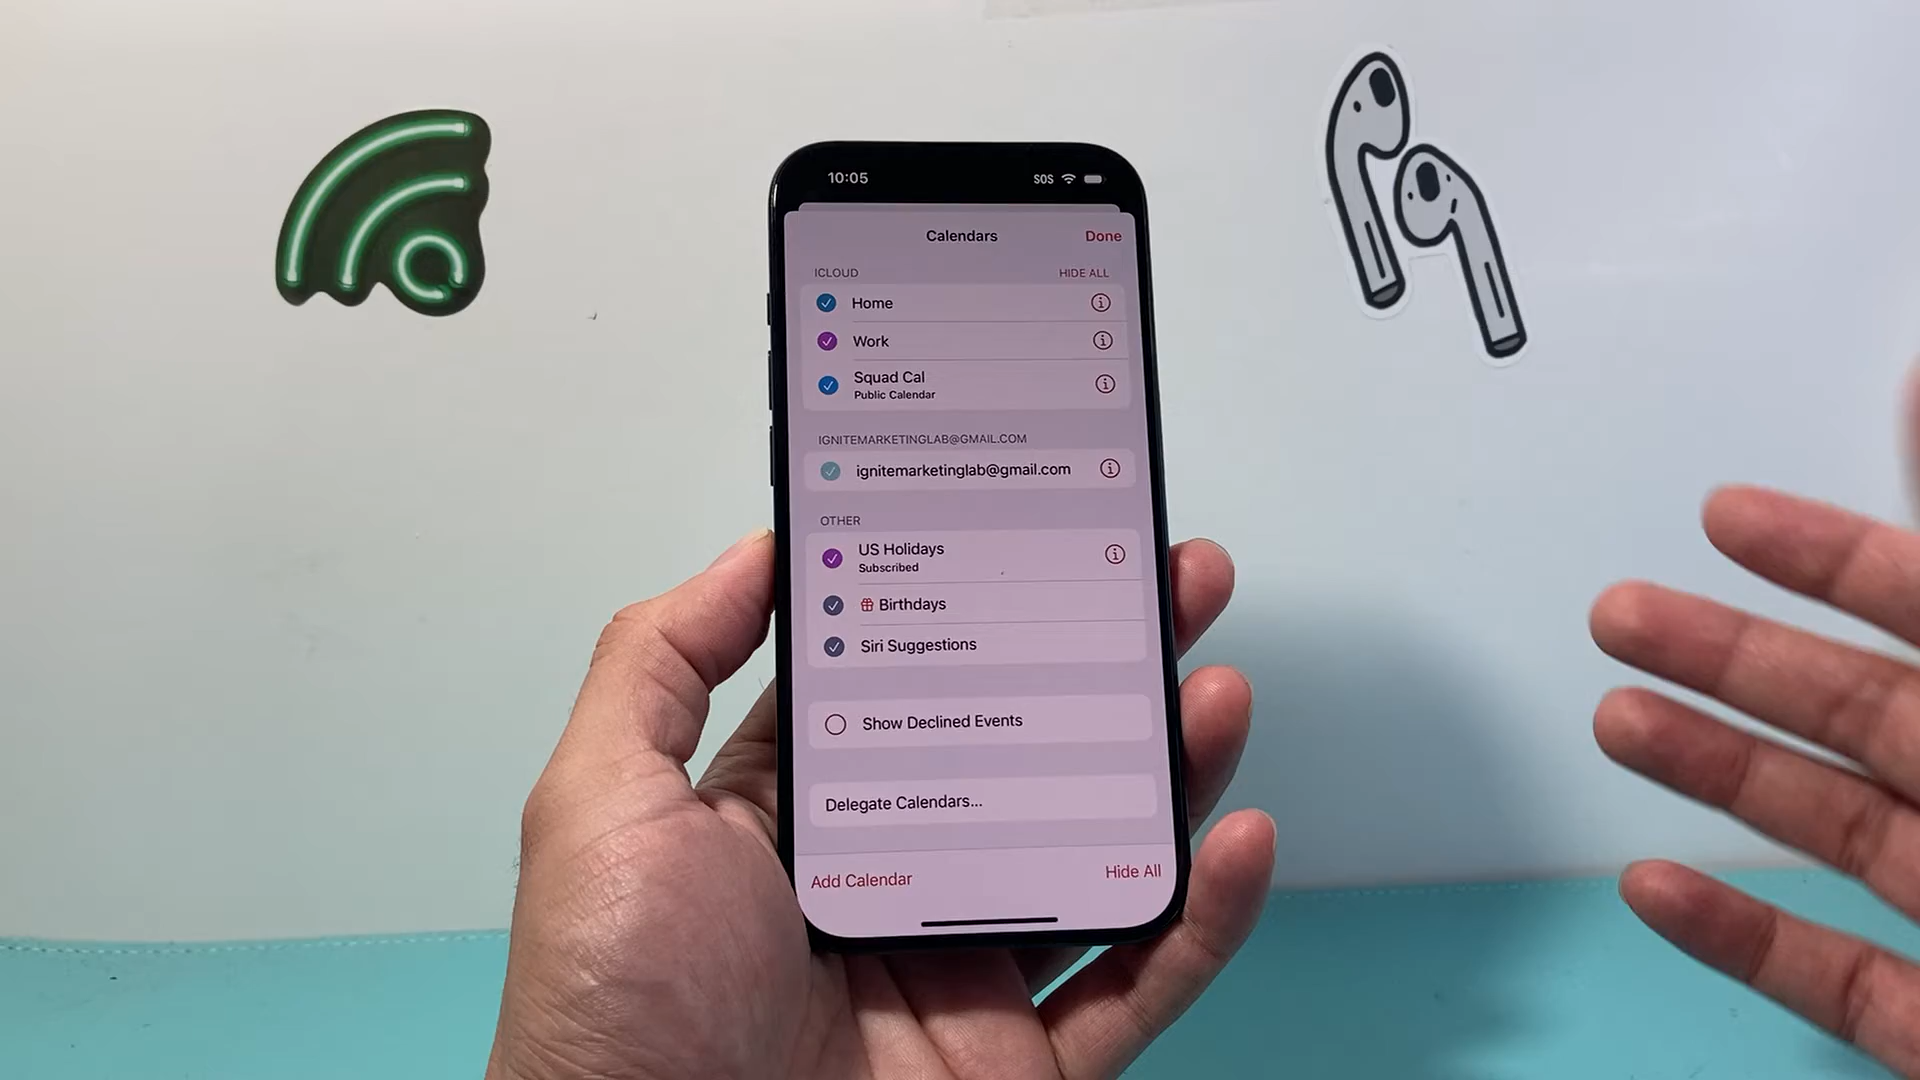 10:05
SOS
Calendars
Done
ICLOUD
HIDE ALL
Home
Work
Squad Cal
Public Calendar
IGNITEMARKETINGLAB@GMAIL.COM
ignitemarketinglab@gmail.com
OTHER
US Holidays
Subscribed
Birthdays
Siri Suggestions
Show Declined Events
Delegate Calendars...
Add Calendar
Hide All